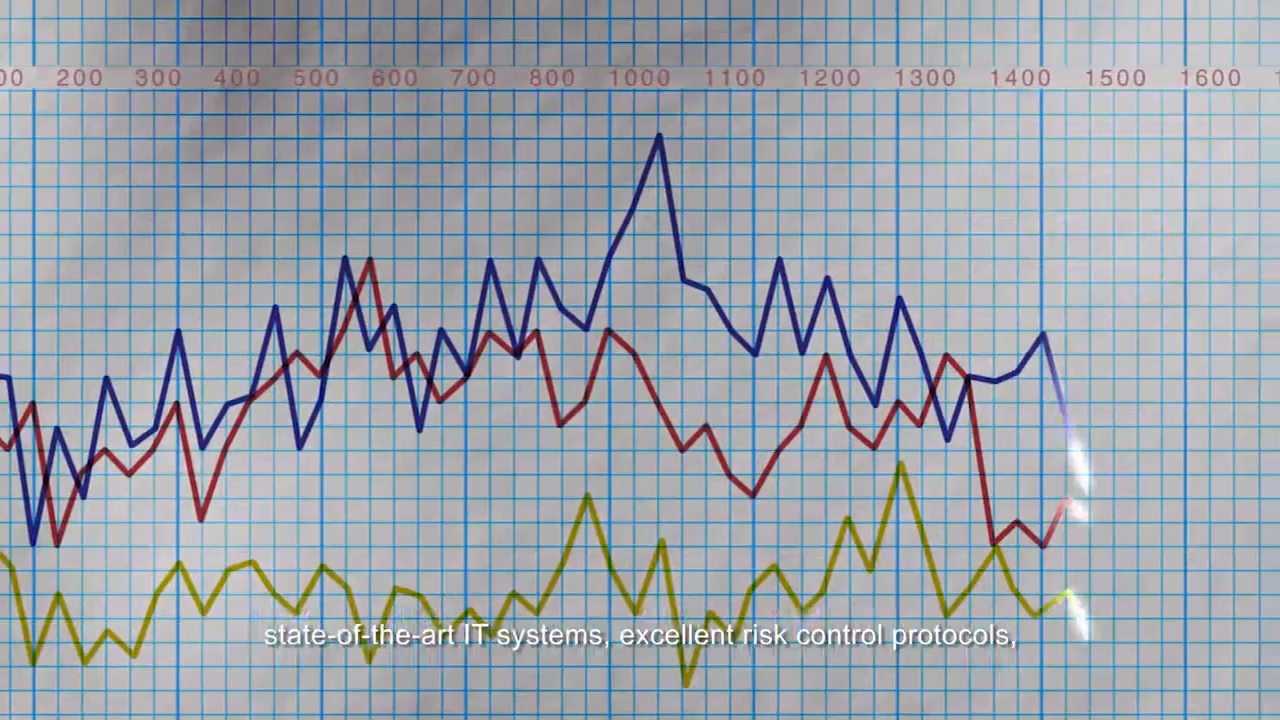 00 200 300 400 500 600 700 800 1000 1100 1200 1300 1400 1500 1600
state-of-the-art IT systems, excellent risk control protocols,